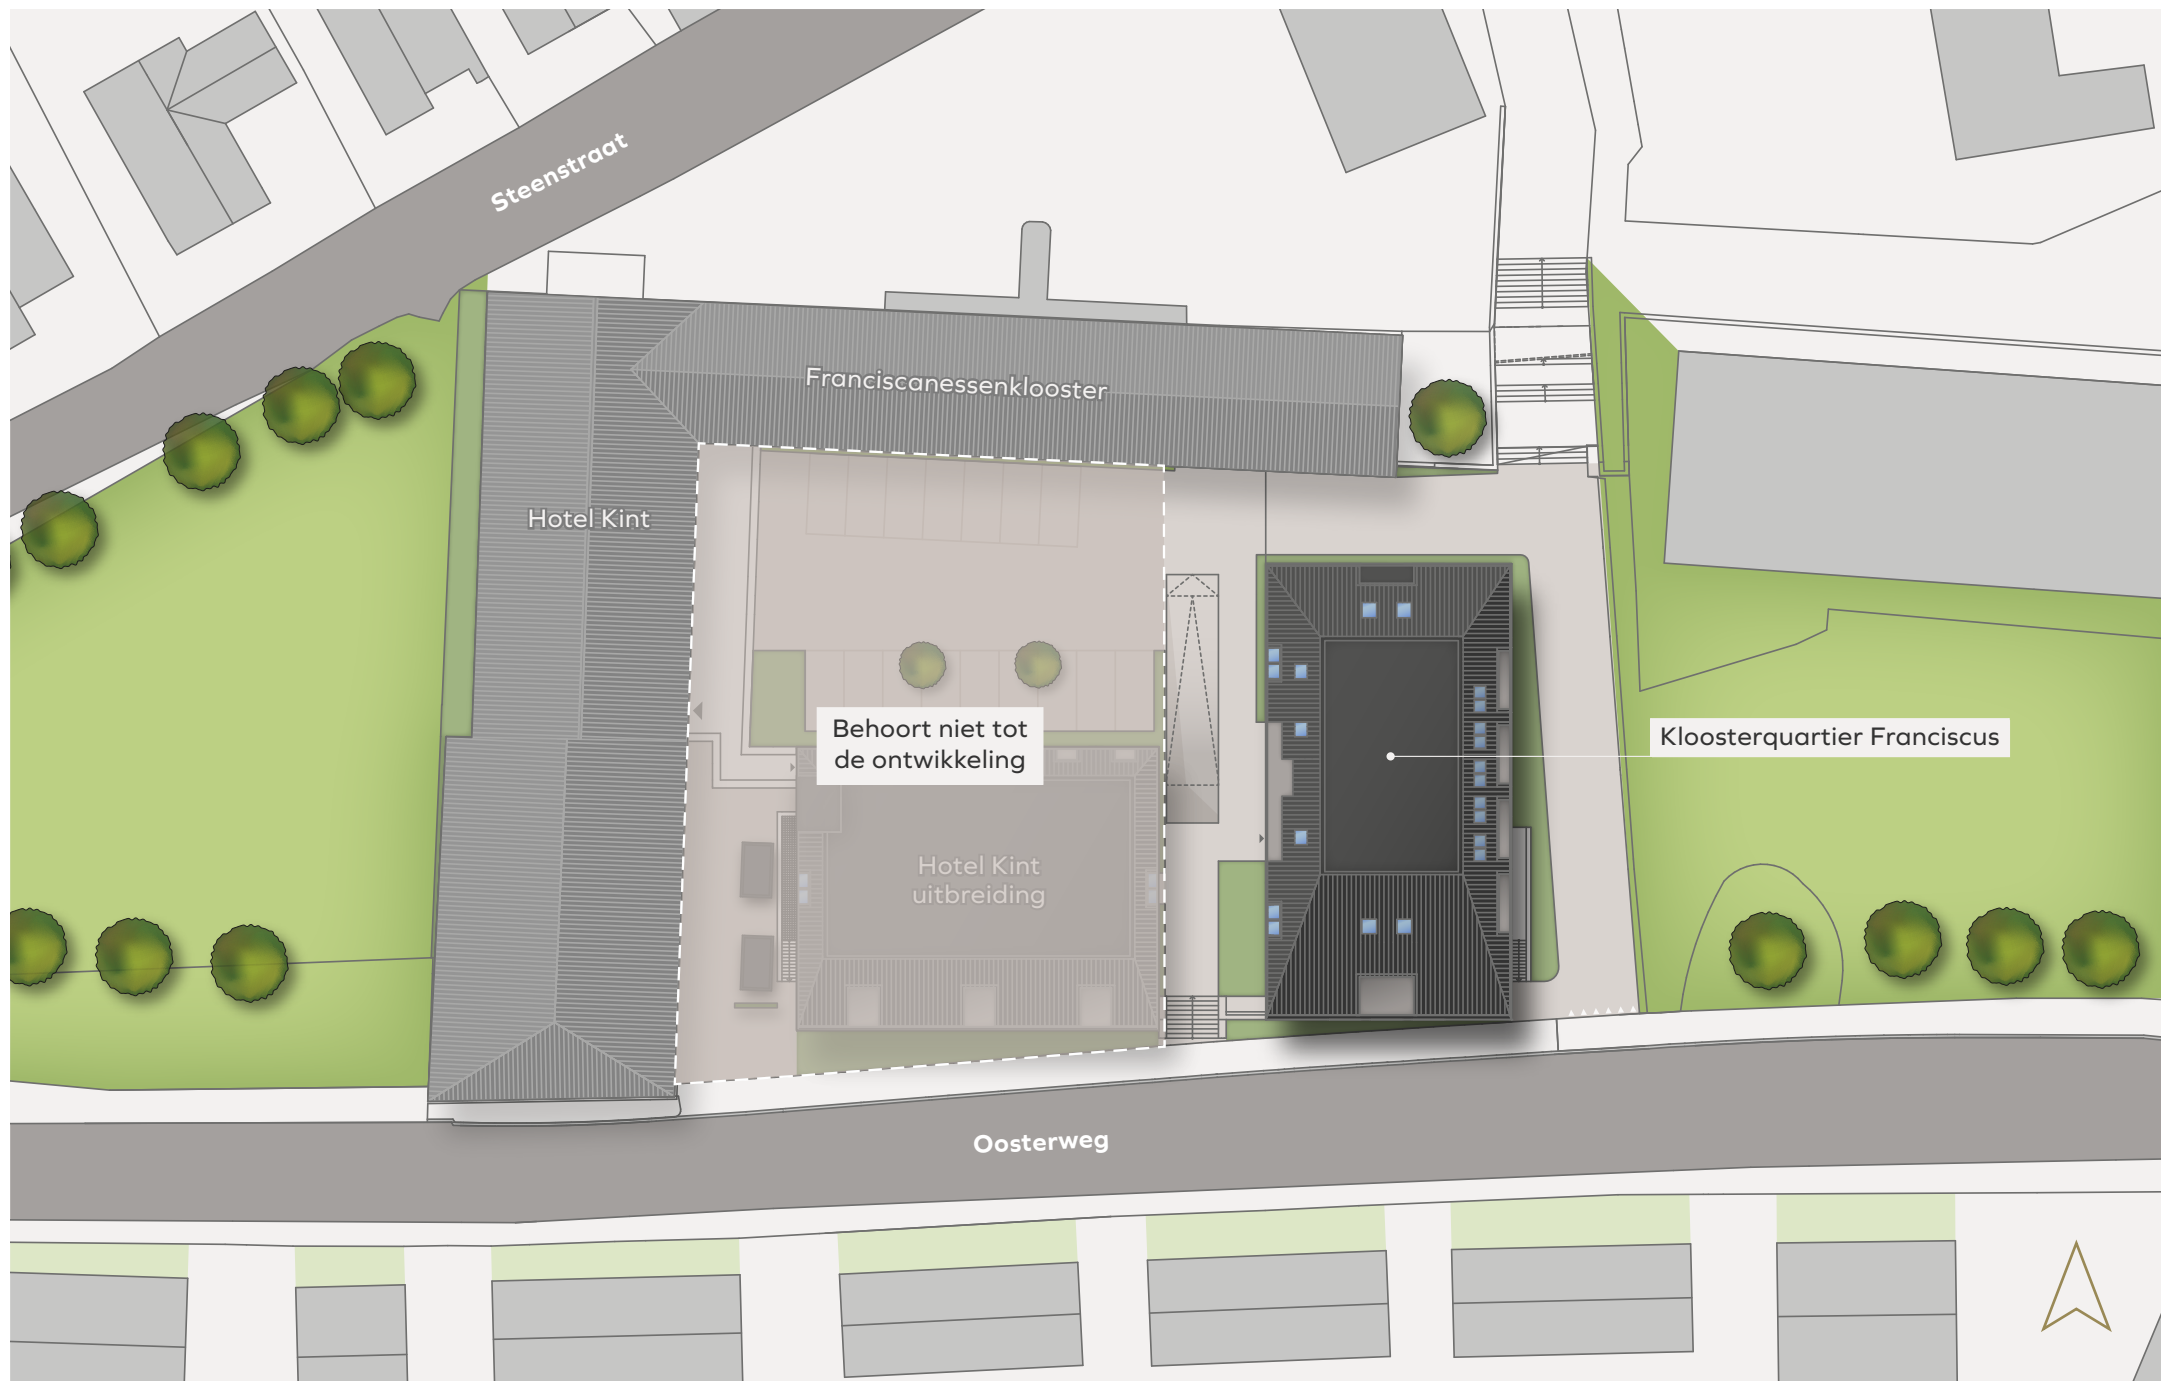 Steenstraat
Franciscanessenklooster
Hotel Kint
Behoort niet tot
de ontwikkeling
Kloosterquartier Franciscus
Hotel Kint
uitbreiding
Oosterweg